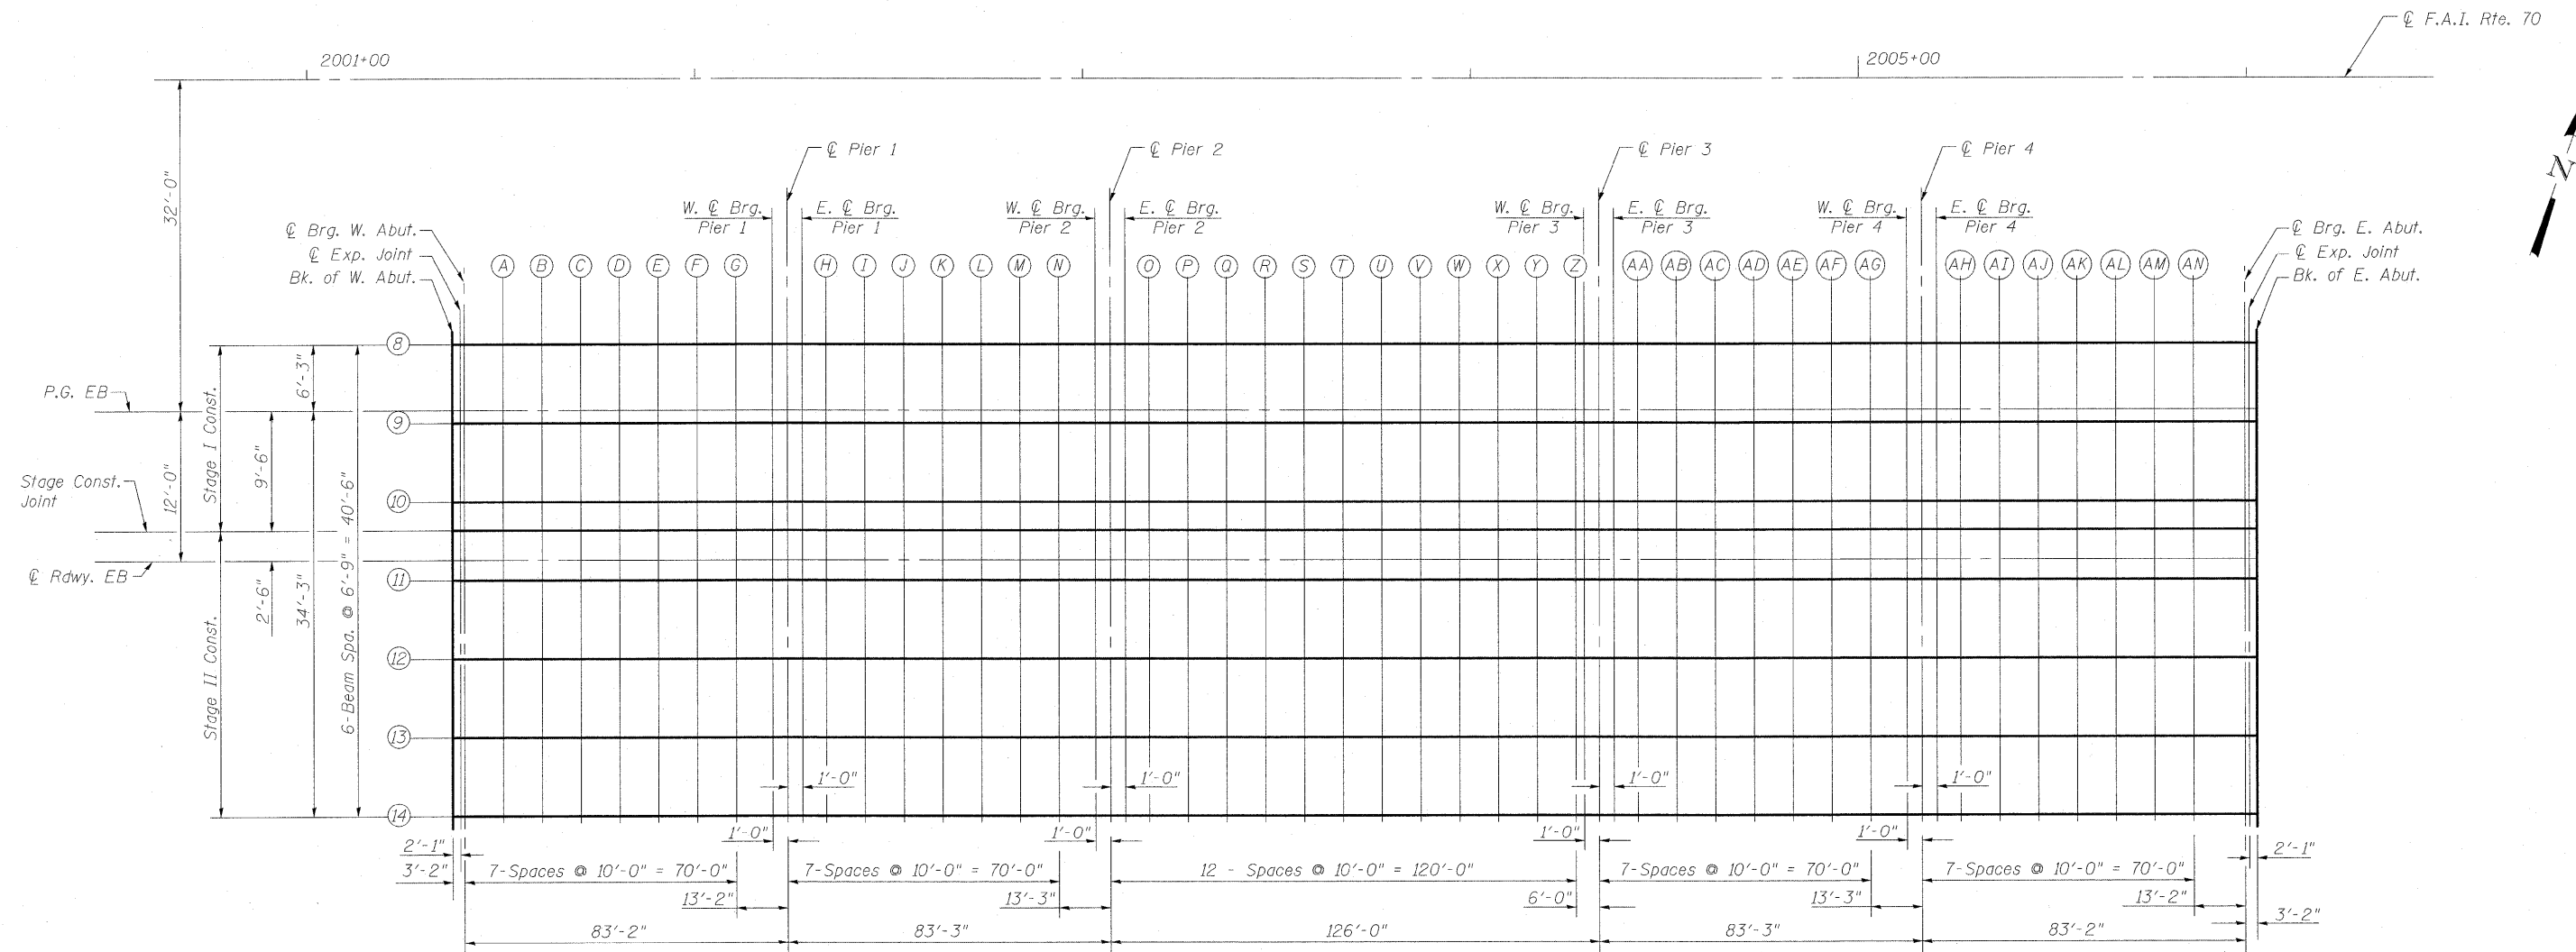 ℄ F.A.I. Rte. 70
2001+00
2005+00
32'-0"
℄ Pier 1
℄ Pier 2
℄ Pier 3
℄ Pier 4
N
W. ℄ Brg.
Pier 1
E. ℄ Brg.
Pier 1
W. ℄ Brg.
Pier 2
E. ℄ Brg.
Pier 2
W. ℄ Brg.
Pier 3
E. ℄ Brg.
Pier 3
W. ℄ Brg.
Pier 4
E. ℄ Brg.
Pier 4
℄ Brg. W. Abut.
℄ Exp. Joint
Bk. of W. Abut.
℄ Brg. E. Abut.
℄ Exp. Joint
Bk. of E. Abut.
A B C D E F G H I J K L M N O P Q R S T U V W X Y Z AA AB AC AD AE AF AG AH AI AJ AK AL AM AN
8
9
10
11
12
13
14
P.G. EB
Stage Const.
Joint
℄ Rdwy. EB
12'-0"
Stage I Const.
Stage II Const.
9'-6"
2'-6"
6'-3"
34'-3"
6-Beam Spa. @ 6'-9" = 40'-6"
1'-0"
1'-0"
1'-0"
1'-0"
1'-0"
1'-0"
1'-0"
1'-0"
2'-1"
3'-2"
7-Spaces @ 10'-0" = 70'-0"
7-Spaces @ 10'-0" = 70'-0"
12 - Spaces @ 10'-0" = 120'-0"
7-Spaces @ 10'-0" = 70'-0"
7-Spaces @ 10'-0" = 70'-0"
2'-1"
3'-2"
13'-2"
13'-3"
6'-0"
13'-3"
13'-2"
83'-2"
83'-3"
126'-0"
83'-3"
83'-2"